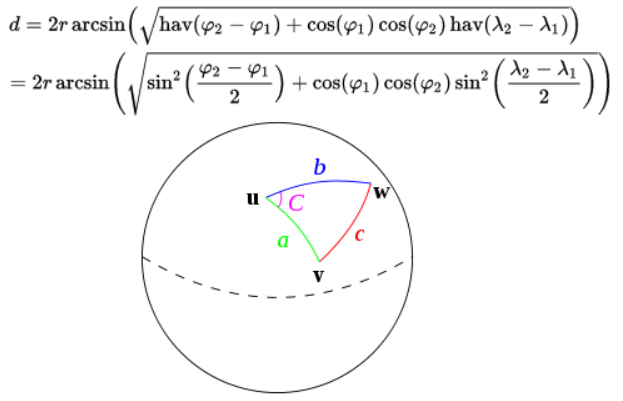 d = 2r arcsin(√(hav(φ₂ − φ₁) + cos(φ₁) cos(φ₂) hav(λ₂ − λ₁)))
= 2r arcsin(√(sin²((φ₂ − φ₁)/2) + cos(φ₁) cos(φ₂) sin²((λ₂ − λ₁)/2)))
b
u
C
w
a
c
v